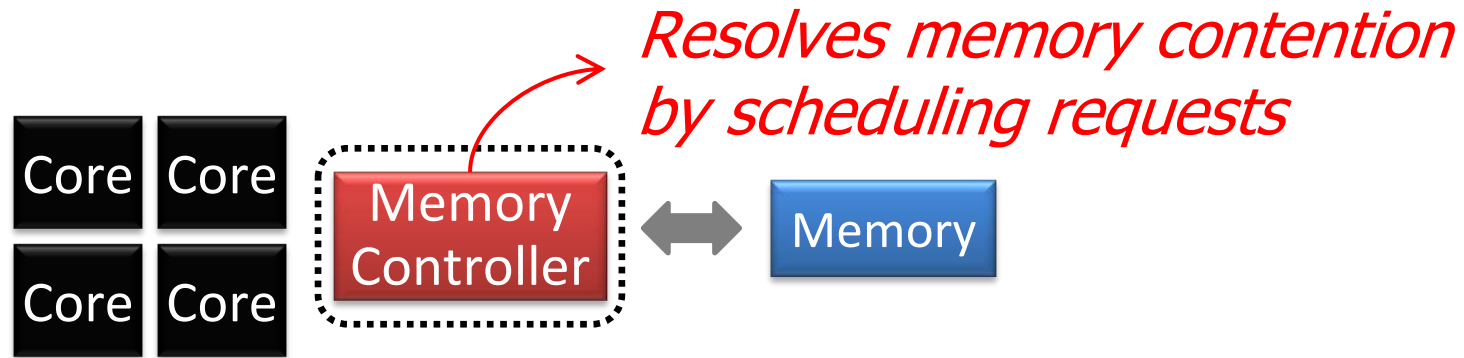 Resolves memory contention
by scheduling requests
Core Core
Core Core
Memory
Controller
Memory